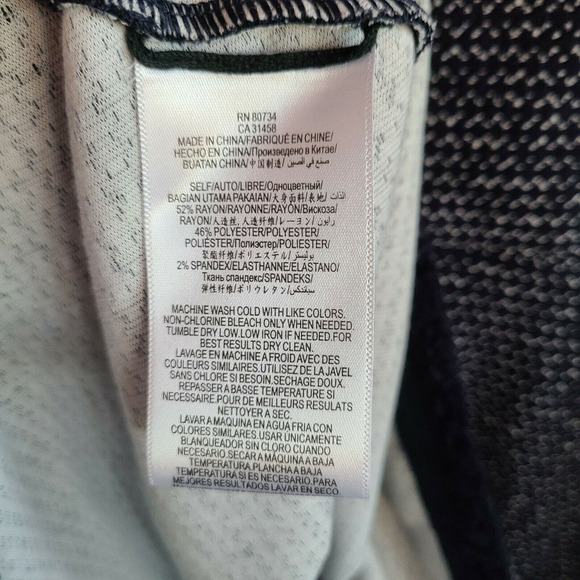 RN 80734
CA 31458
MADE IN CHINA/FABRIQUÉ EN CHINE/
HECHO EN CHINA/Произведено в Китае/
BUATAN CHINA/中国制造/ صنع في الصين/
SELF/AUTO/LIBRE/Одноцветный/
BAGIAN UTAMA PAKAIAN/大身面料/表地/ الذات/
52% RAYON/RAYONNE/RAYÓN/Вискоза/
RAYON/人造丝, 人造纤维/レーヨン/ رايون/
46% POLYESTER/POLYESTER/
POLIÉSTER/Полиэстер/POLIESTER/
聚酯纤维/ポリエステル/ بوليستر/
2% SPANDEX/ELASTHANNE/ELASTANO/
Ткань спандекс/SPANDEKS/
弹性纤维/ポリウレタン/ سبانديكس/
MACHINE WASH COLD WITH LIKE COLORS.
NON-CHLORINE BLEACH ONLY WHEN NEEDED.
TUMBLE DRY LOW.LOW IRON IF NEEDED.FOR
BEST RESULTS DRY CLEAN.
LAVAGE EN MACHINE A FROID AVEC DES
COULEURS SIMILAIRES.UTILISEZ DE LA JAVEL
SANS CHLORE SI BESOIN.SECHAGE DOUX.
REPASSER A BASSE TEMPERATURE SI
NECESSAIRE.POUR DE MEILLEURS RESULATS
NETTOYER A SEC.
LAVAR A MAQUINA EN AGUA FRIA CON
COLORES SIMILARES.USAR ÚNICAMENTE
BLANQUEADOR SIN CLORO CUANDO
NECESARIO.SECAR A MÁQUINA A BAJA
TEMPERATURA.PLANCHA A BAJA
TEMPERATURA SI ES NECESARIO.PARA
MEJORES RESULTADOS LAVAR EN SECO.